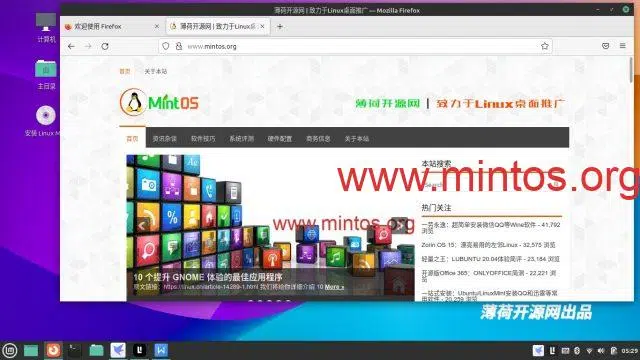 薄荷开源网 | 致力于Linux桌面推广 — Mozilla Firefox
欢迎使用 Firefox
薄荷开源网 | 致力于Linux桌
www.mintos.org
计算机
主目录
安装 Linux M
首页 关于本站
MintOS
薄荷开源网 | 致力于Linux桌面推广
首页 资讯杂谈 软件技巧 系统评测 硬件配置 商务信息 关于本站
本站搜索
www.mintos.org
www.mintos.org
热门关注
一劳永逸：超简单安装微信QQ等Wine软件 - 41,792
浏览
Zorin OS 15：漂亮易用的左邻Linux - 32,575 浏览
轻量之王：LUBUNTU 20.04体验简评 - 23,184 浏览
开源版Office 365：ONLYOFFICE简测 - 22,221
浏览
一站式安装：Ubuntu/LinuxMint安装QQ和迅雷等常
用软件 - 20,259 浏览
10 个提升 GNOME 体验的最佳应用程序
原文链接：https://linux.cn/article-14289-1.html 我们将给你详细介绍 10 More »
薄荷开源网出品
05:29